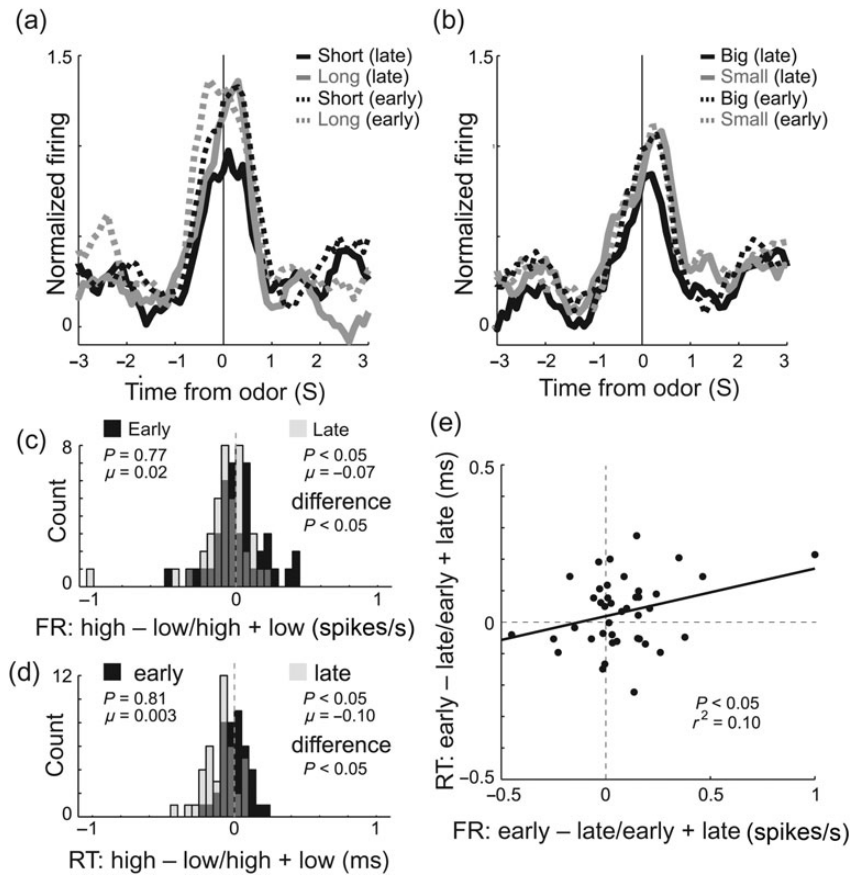 (a)
1.5
Normalized firing
0
Short (late)
Long (late)
Short (early)
Long (early)
–3 –2 –1 0 1 2 3
Time from odor (S)
(b)
1.5
Normalized firing
0
Big (late)
Small (late)
Big (early)
Small (early)
–3 –2 –1 0 1 2 3
Time from odor (S)
(c)
Early
P = 0.77
μ = 0.02
Late
P < 0.05
μ = –0.07
difference
P < 0.05
8
Count
0
–1 0 1
FR: high – low/high + low (spikes/s)
(d)
early
P = 0.81
μ = 0.003
late
P < 0.05
μ = –0.10
difference
P < 0.05
12
Count
0
–1 0 1
RT: high – low/high + low (ms)
(e)
0.5
RT: early – late/early + late (ms)
0
–0.5
P < 0.05
r² = 0.10
–0.5 0 0.5 1
FR: early – late/early + late (spikes/s)